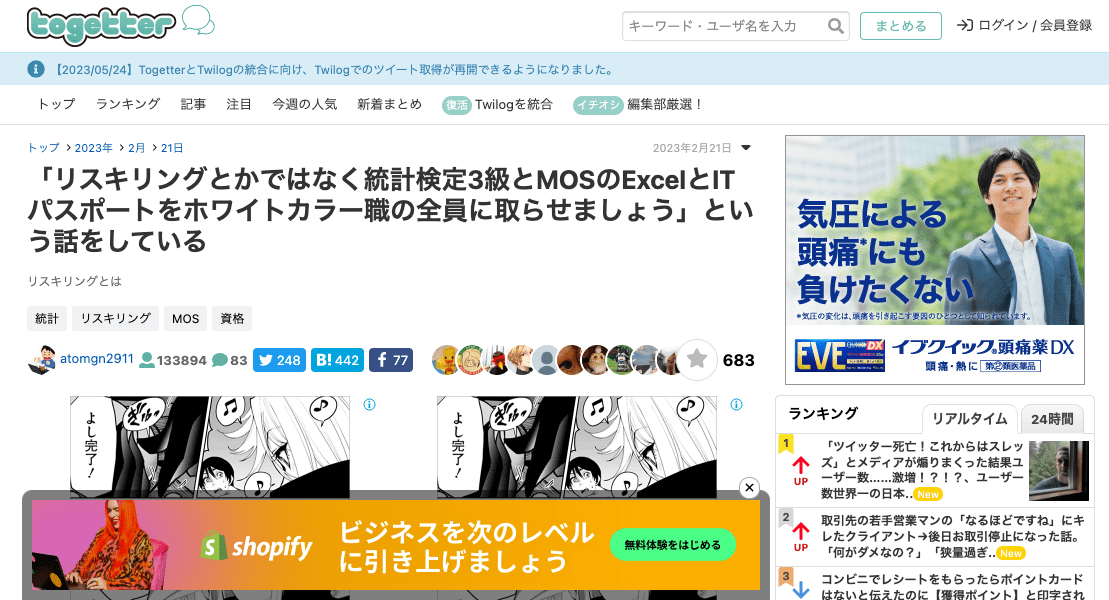 togetter
キーワード・ユーザ名を入力
まとめる
ログイン / 会員登録
【2023/05/24】TogetterとTwilogの統合に向け、Twilogでのツイート取得が再開できるようになりました。
トップ ランキング 記事 注目 今週の人気 新着まとめ 復活 Twilogを統合 イチオシ 編集部厳選！
トップ 2023年 2月 21日
2023年2月21日
「リスキリングとかではなく統計検定3級とMOSのExcelとIT
パスポートをホワイトカラー職の全員に取らせましょう」とい
う話をしている
リスキリングとは
統計 リスキリング MOS 資格
atomgn2911 133894 83 248 B! 442 f 77 683
よし完了！
よし完了！
shopify
ビジネスを次のレベル
に引き上げましょう
無料体験をはじめる
気圧による
頭痛*にも
負けたくない
*気圧の変化は、頭痛を引き起こす要因のひとつとして知られています。
EVE DX
イブクイック®頭痛薬DX
頭痛・熱に 第②類医薬品
ランキング
リアルタイム 24時間
1
UP
「ツイッター死亡！これからはスレッ
ズ」とメディアが煽りまくった結果ユ
ーザー数……激増！？！？、ユーザー
数世界一の日本.. New
2
UP
取引先の若手営業マンの「なるほどですね」にキ
レたクライアント→後日お取引停止になった話。
「何がダメなの？」「狭量過ぎ.. New
3
コンビニでレシートをもらったらポイントカード
はないと伝えたのに【獲得ポイント】と印字され